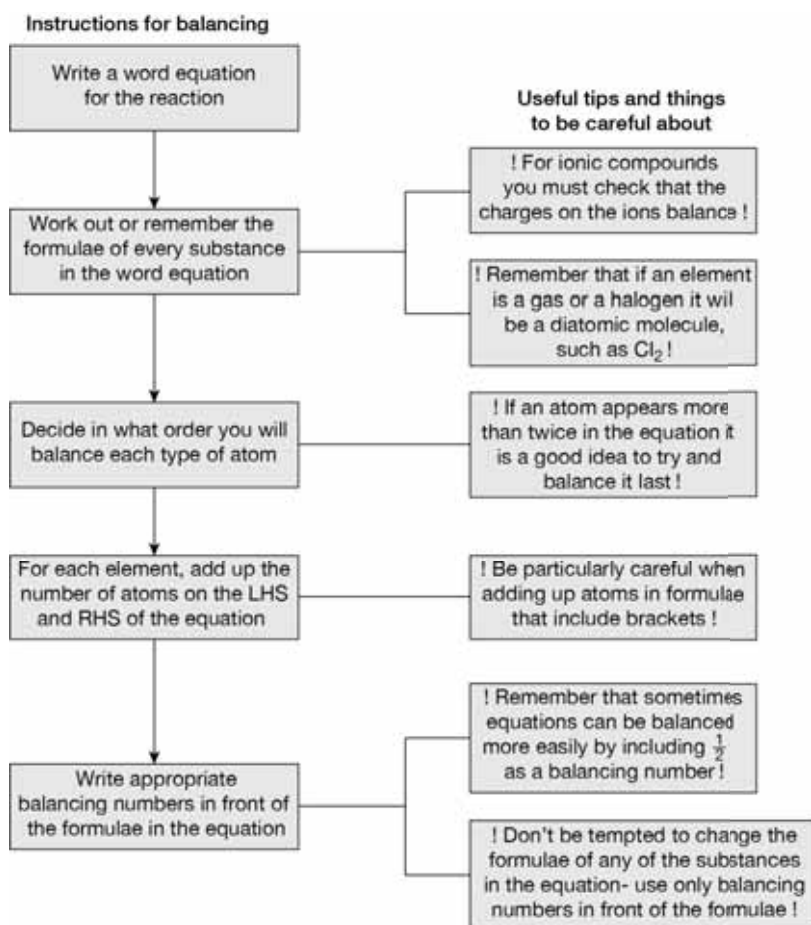 Instructions for balancing
Write a word equation
for the reaction
Useful tips and things
to be careful about
! For ionic compounds
you must check that the
charges on the ions balance !
Work out or remember the
formulae of every substance
in the word equation
! Remember that if an element
is a gas or a halogen it wil
be a diatomic molecule,
such as Cl₂ !
Decide in what order you will
balance each type of atom
! If an atom appears more
than twice in the equation it
is a good idea to try and
balance it last !
For each element, add up the
number of atoms on the LHS
and RHS of the equation
! Be particularly careful when
adding up atoms in formulae
that include brackets !
Write appropriate
balancing numbers in front of
the formulae in the equation
! Remember that sometimes
equations can be balanced
more easily by including ½
as a balancing number !
! Don't be tempted to change the
formulae of any of the substances
in the equation- use only balancing
numbers in front of the formulae !